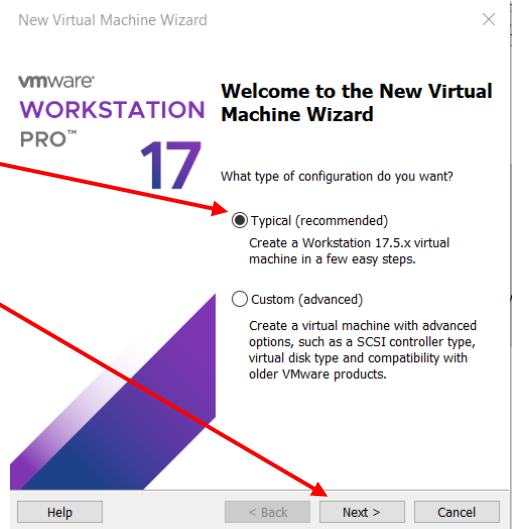 New Virtual Machine Wizard
vmware
WORKSTATION
PRO™
17
Welcome to the New Virtual
Machine Wizard
What type of configuration do you want?
Typical (recommended)
Create a Workstation 17.5.x virtual
machine in a few easy steps.
Custom (advanced)
Create a virtual machine with advanced
options, such as a SCSI controller type,
virtual disk type and compatibility with
older VMware products.
Help
< Back
Next >
Cancel